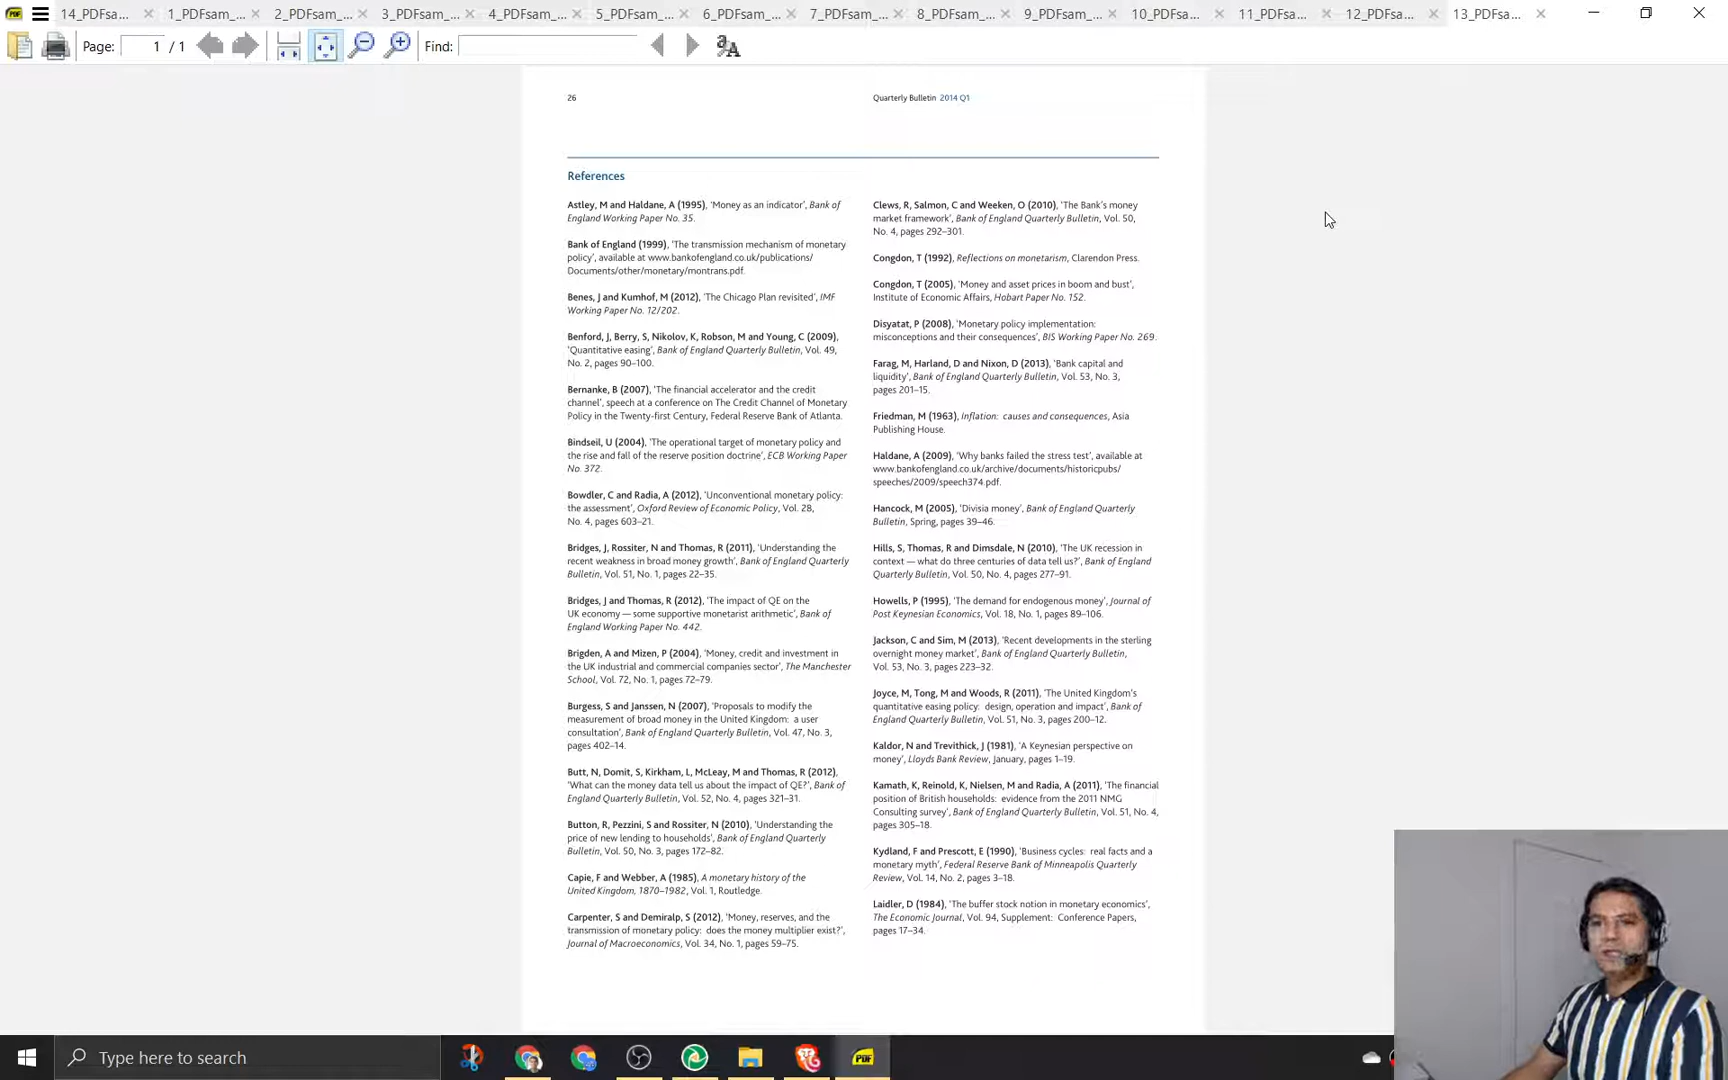 14_PDFsa...
1_PDFsam_...
2_PDFsam_...
3_PDFsam_...
4_PDFsam_...
5_PDFsam_...
6_PDFsam_...
7_PDFsam_...
8_PDFsam_...
9_PDFsam_...
10_PDFsa...
11_PDFsa...
12_PDFsa...
13_PDFsa...
Page: 1 / 1
Find:
26
Quarterly Bulletin 2014 Q1
References
Astley, M and Haldane, A (1995), ‘Money as an indicator’, Bank of
England Working Paper No. 35.
Bank of England (1999), ‘The transmission mechanism of monetary
policy’, available at www.bankofengland.co.uk/publications/
Documents/other/monetary/montrans.pdf.
Benes, J and Kumhof, M (2012), ‘The Chicago Plan revisited’, IMF
Working Paper No. 12/202.
Benford, J, Berry, S, Nikolov, K, Robson, M and Young, C (2009),
‘Quantitative easing’, Bank of England Quarterly Bulletin, Vol. 49,
No. 2, pages 90–100.
Bernanke, B (2007), ‘The financial accelerator and the credit
channel’, speech at a conference on The Credit Channel of Monetary
Policy in the Twenty-first Century, Federal Reserve Bank of Atlanta.
Bindseil, U (2004), ‘The operational target of monetary policy and
the rise and fall of the reserve position doctrine’, ECB Working Paper
No. 372.
Bowdler, C and Radia, A (2012), ‘Unconventional monetary policy:
the assessment’, Oxford Review of Economic Policy, Vol. 28,
No. 4, pages 603–21.
Bridges, J, Rossiter, N and Thomas, R (2011), ‘Understanding the
recent weakness in broad money growth’, Bank of England Quarterly
Bulletin, Vol. 51, No. 1, pages 22–35.
Bridges, J and Thomas, R (2012), ‘The impact of QE on the
UK economy — some supportive monetarist arithmetic’, Bank of
England Working Paper No. 442.
Brigden, A and Mizen, P (2004), ‘Money, credit and investment in
the UK industrial and commercial companies sector’, The Manchester
School, Vol. 72, No. 1, pages 72–79.
Burgess, S and Janssen, N (2007), ‘Proposals to modify the
measurement of broad money in the United Kingdom: a user
consultation’, Bank of England Quarterly Bulletin, Vol. 47, No. 3,
pages 402–14.
Butt, N, Domit, S, Kirkham, L, McLeay, M and Thomas, R (2012),
‘What can the money data tell us about the impact of QE?’, Bank of
England Quarterly Bulletin, Vol. 52, No. 4, pages 321–31.
Button, R, Pezzini, S and Rossiter, N (2010), ‘Understanding the
price of new lending to households’, Bank of England Quarterly
Bulletin, Vol. 50, No. 3, pages 172–82.
Capie, F and Webber, A (1985), A monetary history of the
United Kingdom, 1870–1982, Vol. 1, Routledge.
Carpenter, S and Demiralp, S (2012), ‘Money, reserves, and the
transmission of monetary policy: does the money multiplier exist?’,
Journal of Macroeconomics, Vol. 34, No. 1, pages 59–75.
Clews, R, Salmon, C and Weeken, O (2010), ‘The Bank’s money
market framework’, Bank of England Quarterly Bulletin, Vol. 50,
No. 4, pages 292–301.
Congdon, T (1992), Reflections on monetarism, Clarendon Press.
Congdon, T (2005), ‘Money and asset prices in boom and bust’,
Institute of Economic Affairs, Hobart Paper No. 152.
Disyatat, P (2008), ‘Monetary policy implementation:
misconceptions and their consequences’, BIS Working Paper No. 269.
Farag, M, Harland, D and Nixon, D (2013), ‘Bank capital and
liquidity’, Bank of England Quarterly Bulletin, Vol. 53, No. 3,
pages 201–15.
Friedman, M (1963), Inflation: causes and consequences, Asia
Publishing House.
Haldane, A (2009), ‘Why banks failed the stress test’, available at
www.bankofengland.co.uk/archive/documents/historicpubs/
speeches/2009/speech374.pdf.
Hancock, M (2005), ‘Divisia money’, Bank of England Quarterly
Bulletin, Spring, pages 39–46.
Hills, S, Thomas, R and Dimsdale, N (2010), ‘The UK recession in
context — what do three centuries of data tell us?’, Bank of England
Quarterly Bulletin, Vol. 50, No. 4, pages 277–91.
Howells, P (1995), ‘The demand for endogenous money’, Journal of
Post Keynesian Economics, Vol. 18, No. 1, pages 89–106.
Jackson, C and Sim, M (2013), ‘Recent developments in the sterling
overnight money market’, Bank of England Quarterly Bulletin,
Vol. 53, No. 3, pages 223–32.
Joyce, M, Tong, M and Woods, R (2011), ‘The United Kingdom’s
quantitative easing policy: design, operation and impact’, Bank of
England Quarterly Bulletin, Vol. 51, No. 3, pages 200–12.
Kaldor, N and Trevithick, J (1981), ‘A Keynesian perspective on
money’, Lloyds Bank Review, January, pages 1–19.
Kamath, K, Reinold, K, Nielsen, M and Radia, A (2011), ‘The financial
position of British households: evidence from the 2011 NMG
Consulting survey’, Bank of England Quarterly Bulletin, Vol. 51, No. 4,
pages 305–18.
Kydland, F and Prescott, E (1990), ‘Business cycles: real facts and a
monetary myth’, Federal Reserve Bank of Minneapolis Quarterly
Review, Vol. 14, No. 2, pages 3–18.
Laidler, D (1984), ‘The buffer stock notion in monetary economics’,
The Economic Journal, Vol. 94, Supplement: Conference Papers,
pages 17–34.
Type here to search
PDF